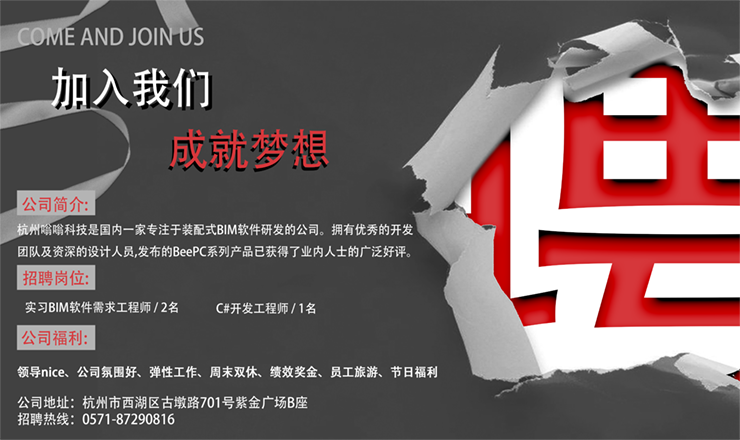 COME AND JOIN US
加入我们
成就梦想
聘
公司简介:
杭州嗡嗡科技是国内一家专注于装配式BIM软件研发的公司。拥有优秀的开发
团队及资深的设计人员,发布的BeePC系列产品已获得了业内人士的广泛好评。
招聘岗位:
实习BIM软件需求工程师 / 2名 C#开发工程师 / 1名
公司福利:
领导nice、公司氛围好、弹性工作、周末双休、绩效奖金、员工旅游、节日福利
公司地址：杭州市西湖区古墩路701号紫金广场B座
招聘热线：0571-87290816